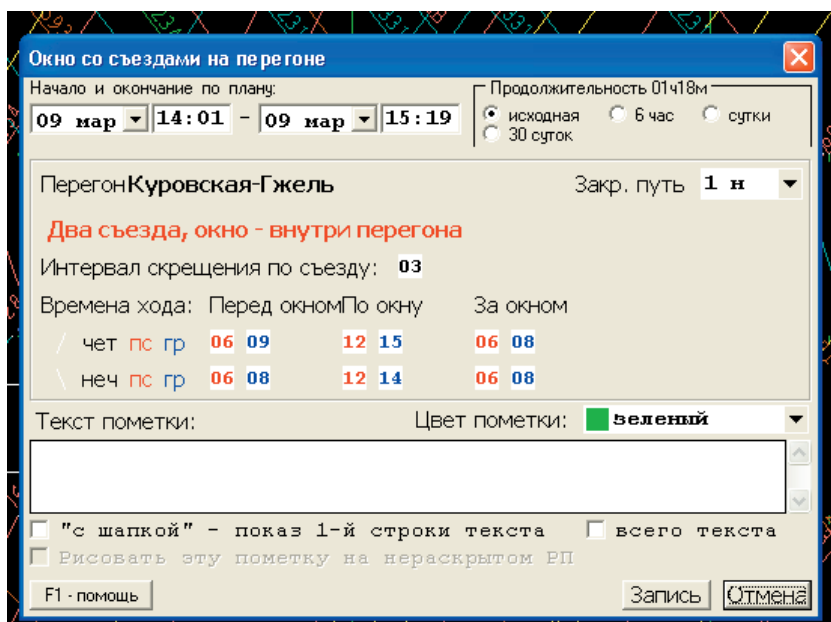 Окно со съездами на перегоне
Начало и окончание по плану:
Продолжительность 01ч18м
09 мар 14:01 - 09 мар 15:19
исходная 6 час сутки
30 суток
Перегон Куровская-Гжель Закр. путь 1 н
Два съезда, окно - внутри перегона
Интервал скрещения по съезду: 03
Времена хода: Перед окном По окну За окном
/ чет пс гр 06 09 12 15 06 08
\ неч пс гр 06 08 12 14 06 08
Текст пометки: Цвет пометки: зеленый
"с шапкой" - показ 1-й строки текста всего текста
Рисовать эту пометку на нераскрытом РП
F1 - помощь Запись Отмена